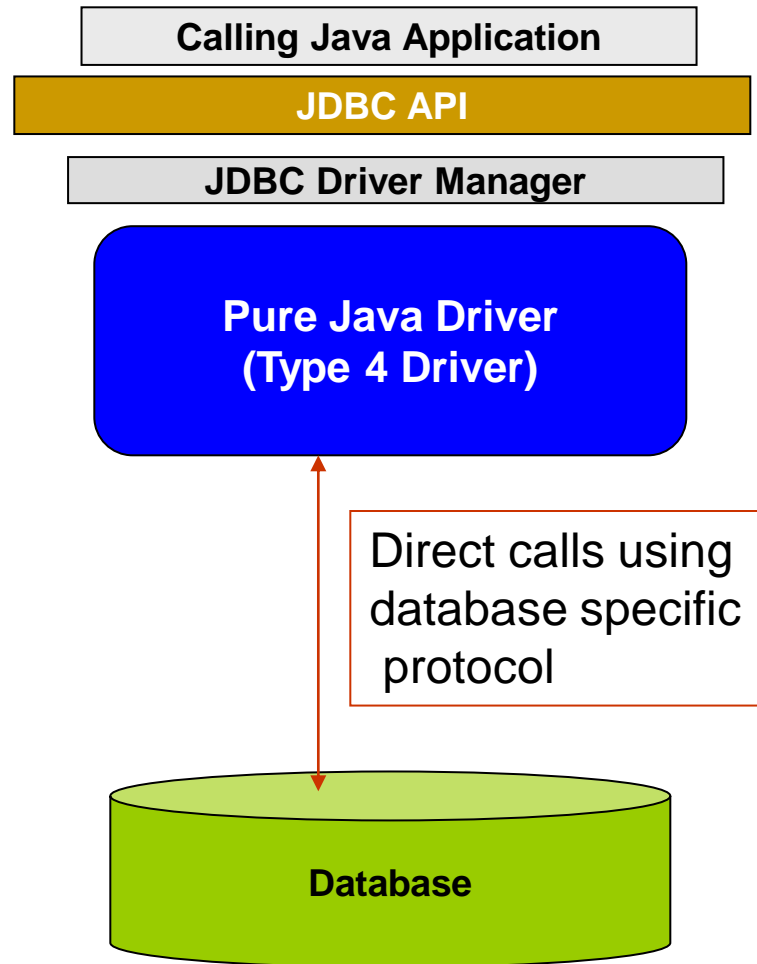 Calling Java Application
JDBC API
JDBC Driver Manager
Pure Java Driver
(Type 4 Driver)
Direct calls using
database specific
protocol
Database